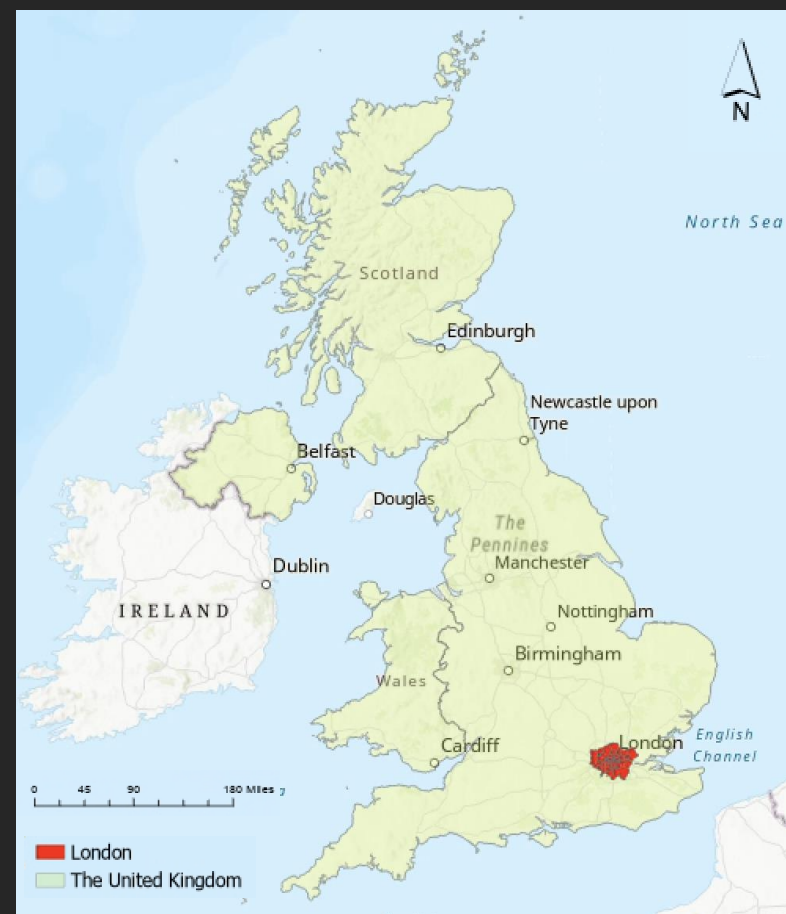 N
North Sea
Scotland
Edinburgh
Newcastle upon
Tyne
Belfast
Douglas
The
Pennines
Manchester
Dublin
IRELAND
Nottingham
Birmingham
Wales
English
Channel
London
Cardiff
0 45 90 180 Miles
London
The United Kingdom